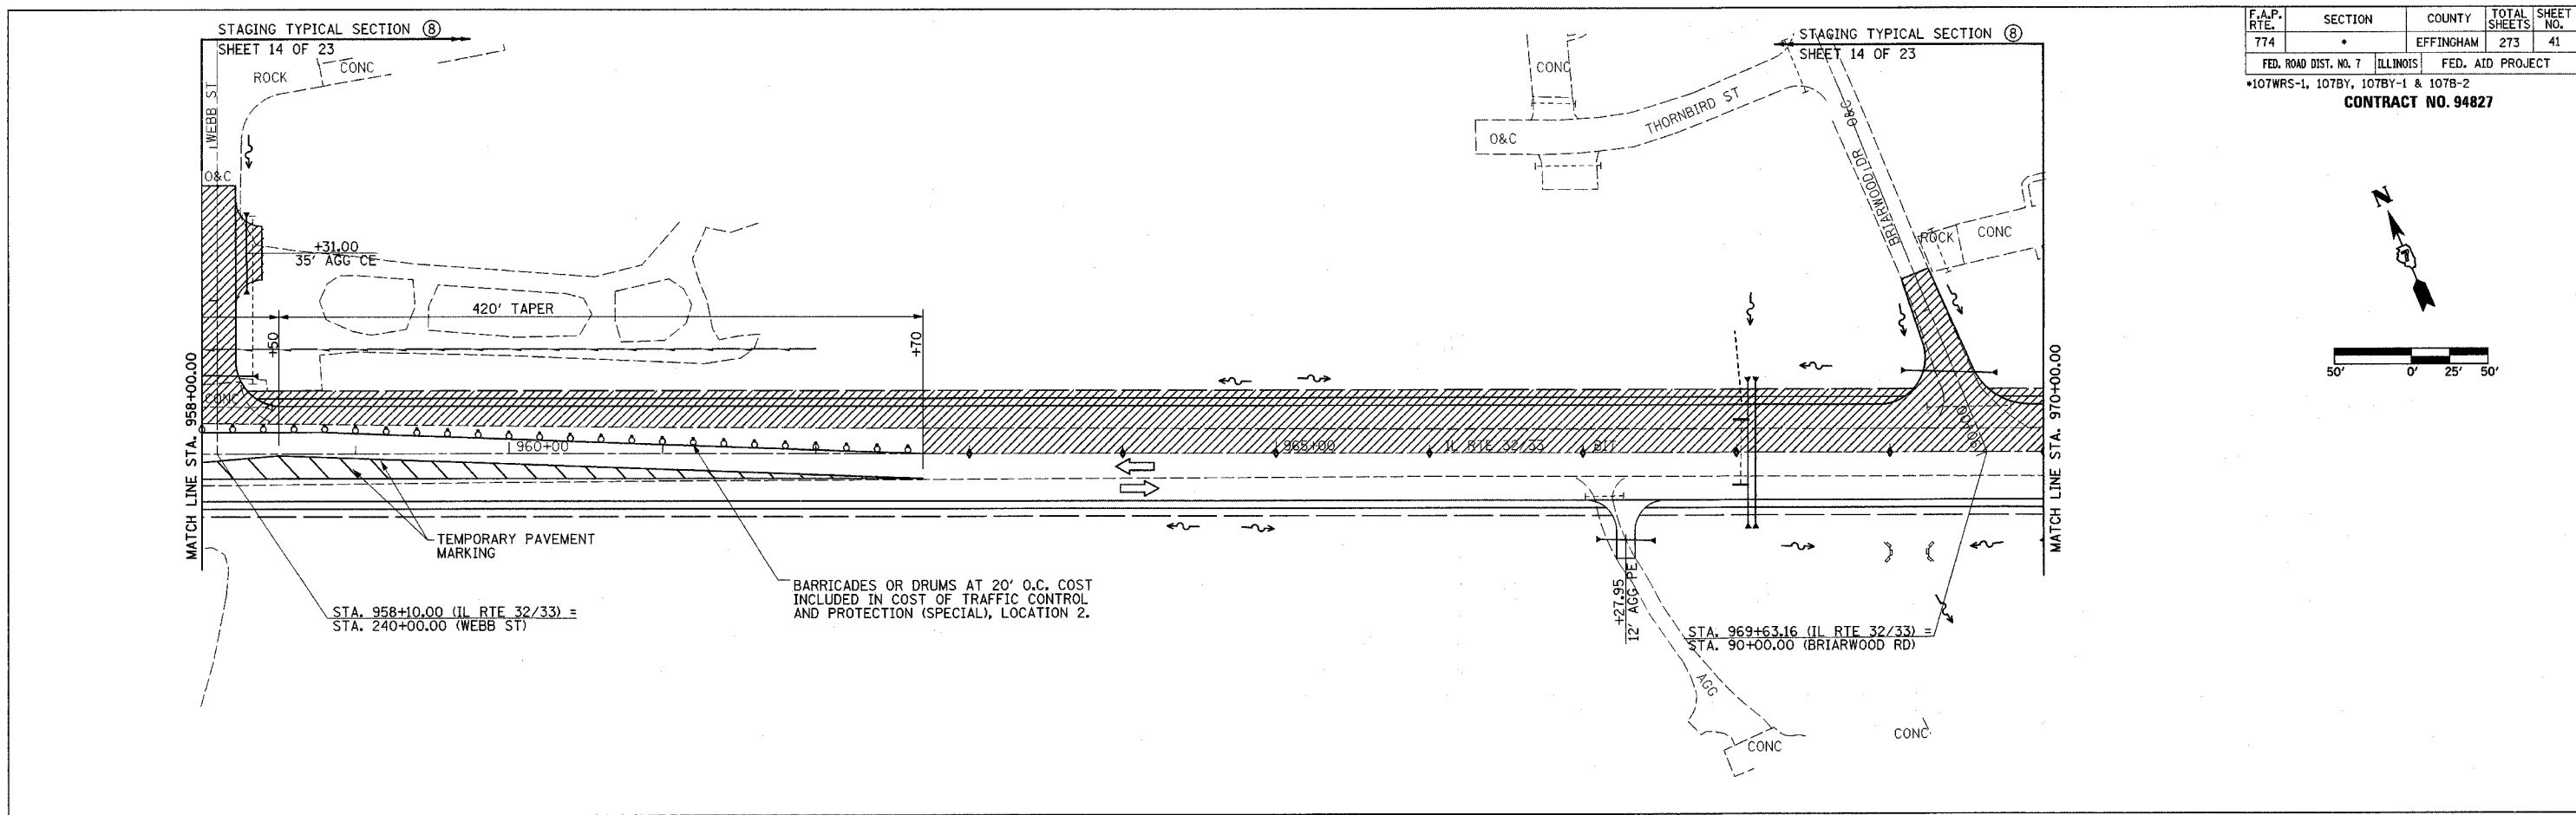 STAGING TYPICAL SECTION 8
SHEET 14 OF 23
STAGING TYPICAL SECTION 8
SHEET 14 OF 23
F.A.P. RTE.
SECTION
COUNTY
TOTAL SHEETS
SHEET NO.
774
*
EFFINGHAM
273
41
FED. ROAD DIST. NO. 7
ILLINOIS
FED. AID PROJECT
*107WRS-1, 107BY, 107BY-1 & 107B-2
CONTRACT NO. 94827
WEBB ST
ROCK
CONC
O&C
CONC
O&C
THORNBIRD ST
BRIARWOOD DR
O&C
ROCK
CONC
N
+31.00
35' AGG CE
420' TAPER
+50
+70
50'
0'
25'
50'
MATCH LINE STA. 958+00.00
MATCH LINE STA. 970+00.00
CONC
90+00
960+00
965+00
IL RTE 32/33
BIT
TEMPORARY PAVEMENT
MARKING
BARRICADES OR DRUMS AT 20' O.C. COST
INCLUDED IN COST OF TRAFFIC CONTROL
AND PROTECTION (SPECIAL), LOCATION 2.
STA. 958+10.00 (IL RTE 32/33) =
STA. 240+00.00 (WEBB ST)
+27.95
12' AGG PE
STA. 969+63.16 (IL RTE 32/33) =
STA. 90+00.00 (BRIARWOOD RD)
AGG
CONC
CONC